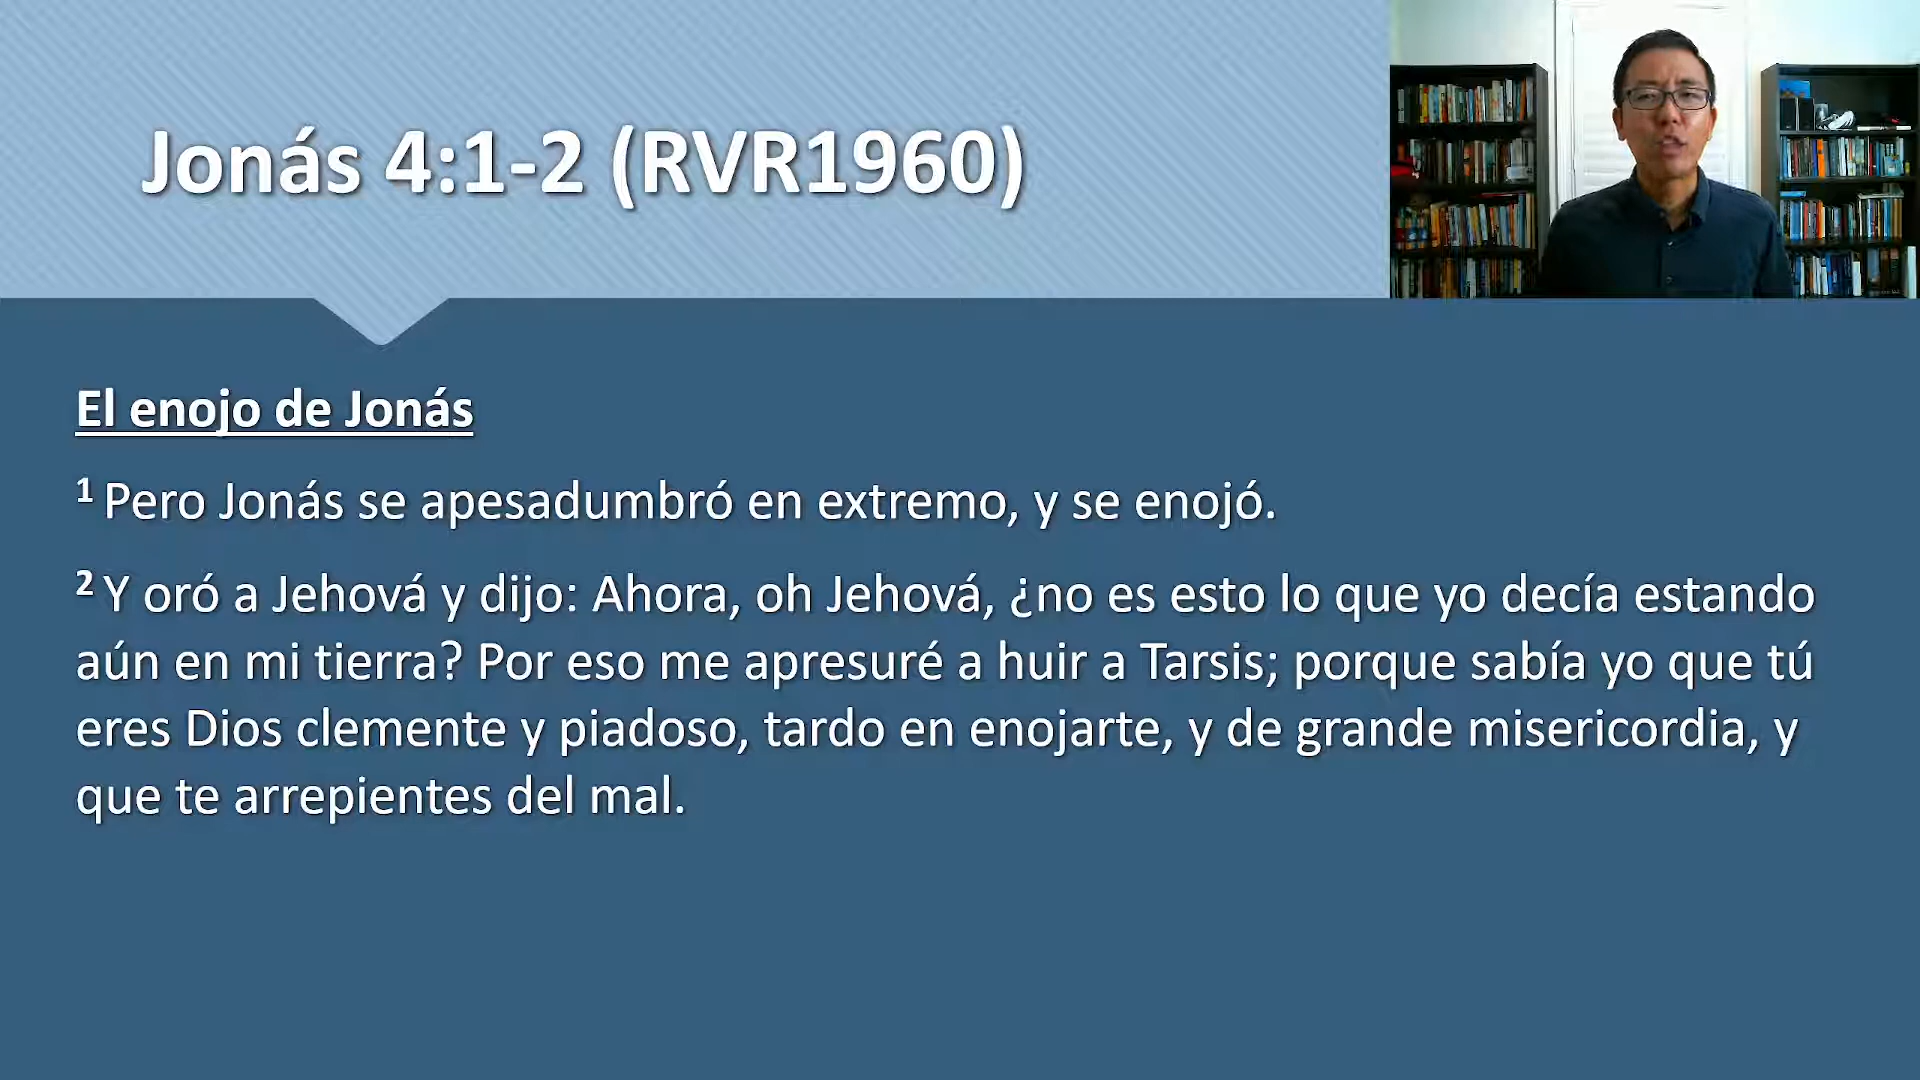 Jonás 4:1-2 (RVR1960)
El enojo de Jonás
1 Pero Jonás se apesadumbró en extremo, y se enojó.
2 Y oró a Jehová y dijo: Ahora, oh Jehová, ¿no es esto lo que yo decía estando
aún en mi tierra? Por eso me apresuré a huir a Tarsis; porque sabía yo que tú
eres Dios clemente y piadoso, tardo en enojarte, y de grande misericordia, y
que te arrepientes del mal.